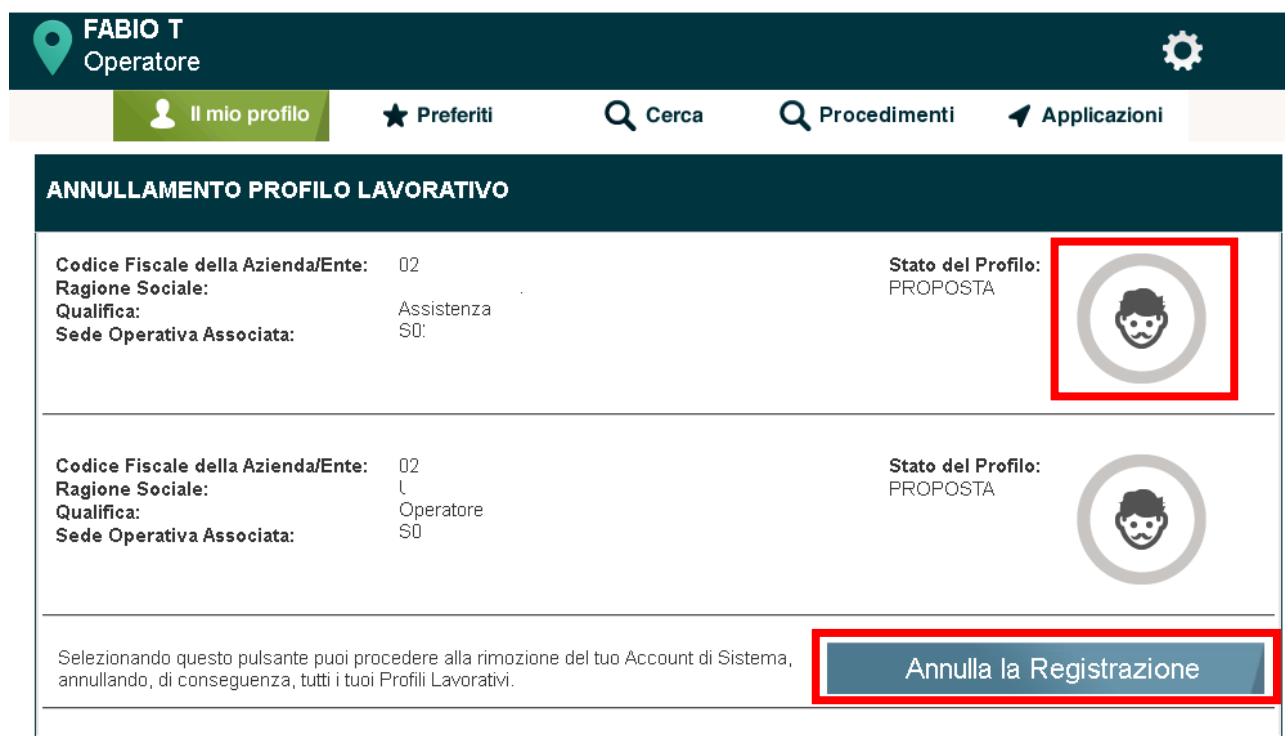 FABIO T
Operatore
Il mio profilo Preferiti Cerca Procedimenti Applicazioni
ANNULLAMENTO PROFILO LAVORATIVO
Codice Fiscale della Azienda/Ente: 02 Stato del Profilo:
Ragione Sociale: PROPOSTA
Qualifica: Assistenza
Sede Operativa Associata: S0
Codice Fiscale della Azienda/Ente: 02 Stato del Profilo:
Ragione Sociale: PROPOSTA
Qualifica: Operatore
Sede Operativa Associata: S0
Selezionando questo pulsante puoi procedere alla rimozione del tuo Account di Sistema,
annullando, di conseguenza, tutti i tuoi Profili Lavorativi.
Annulla la Registrazione